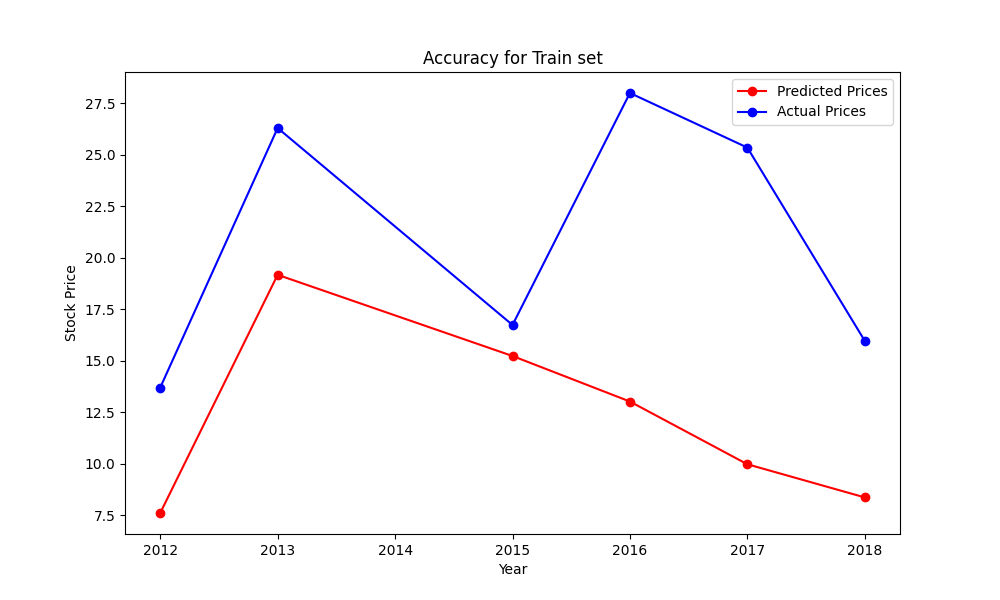 Accuracy for Train set
Predicted Prices
Actual Prices
27.5
25.0
22.5
20.0
17.5
15.0
12.5
10.0
7.5
Stock Price
2012 2013 2014 2015 2016 2017 2018
Year